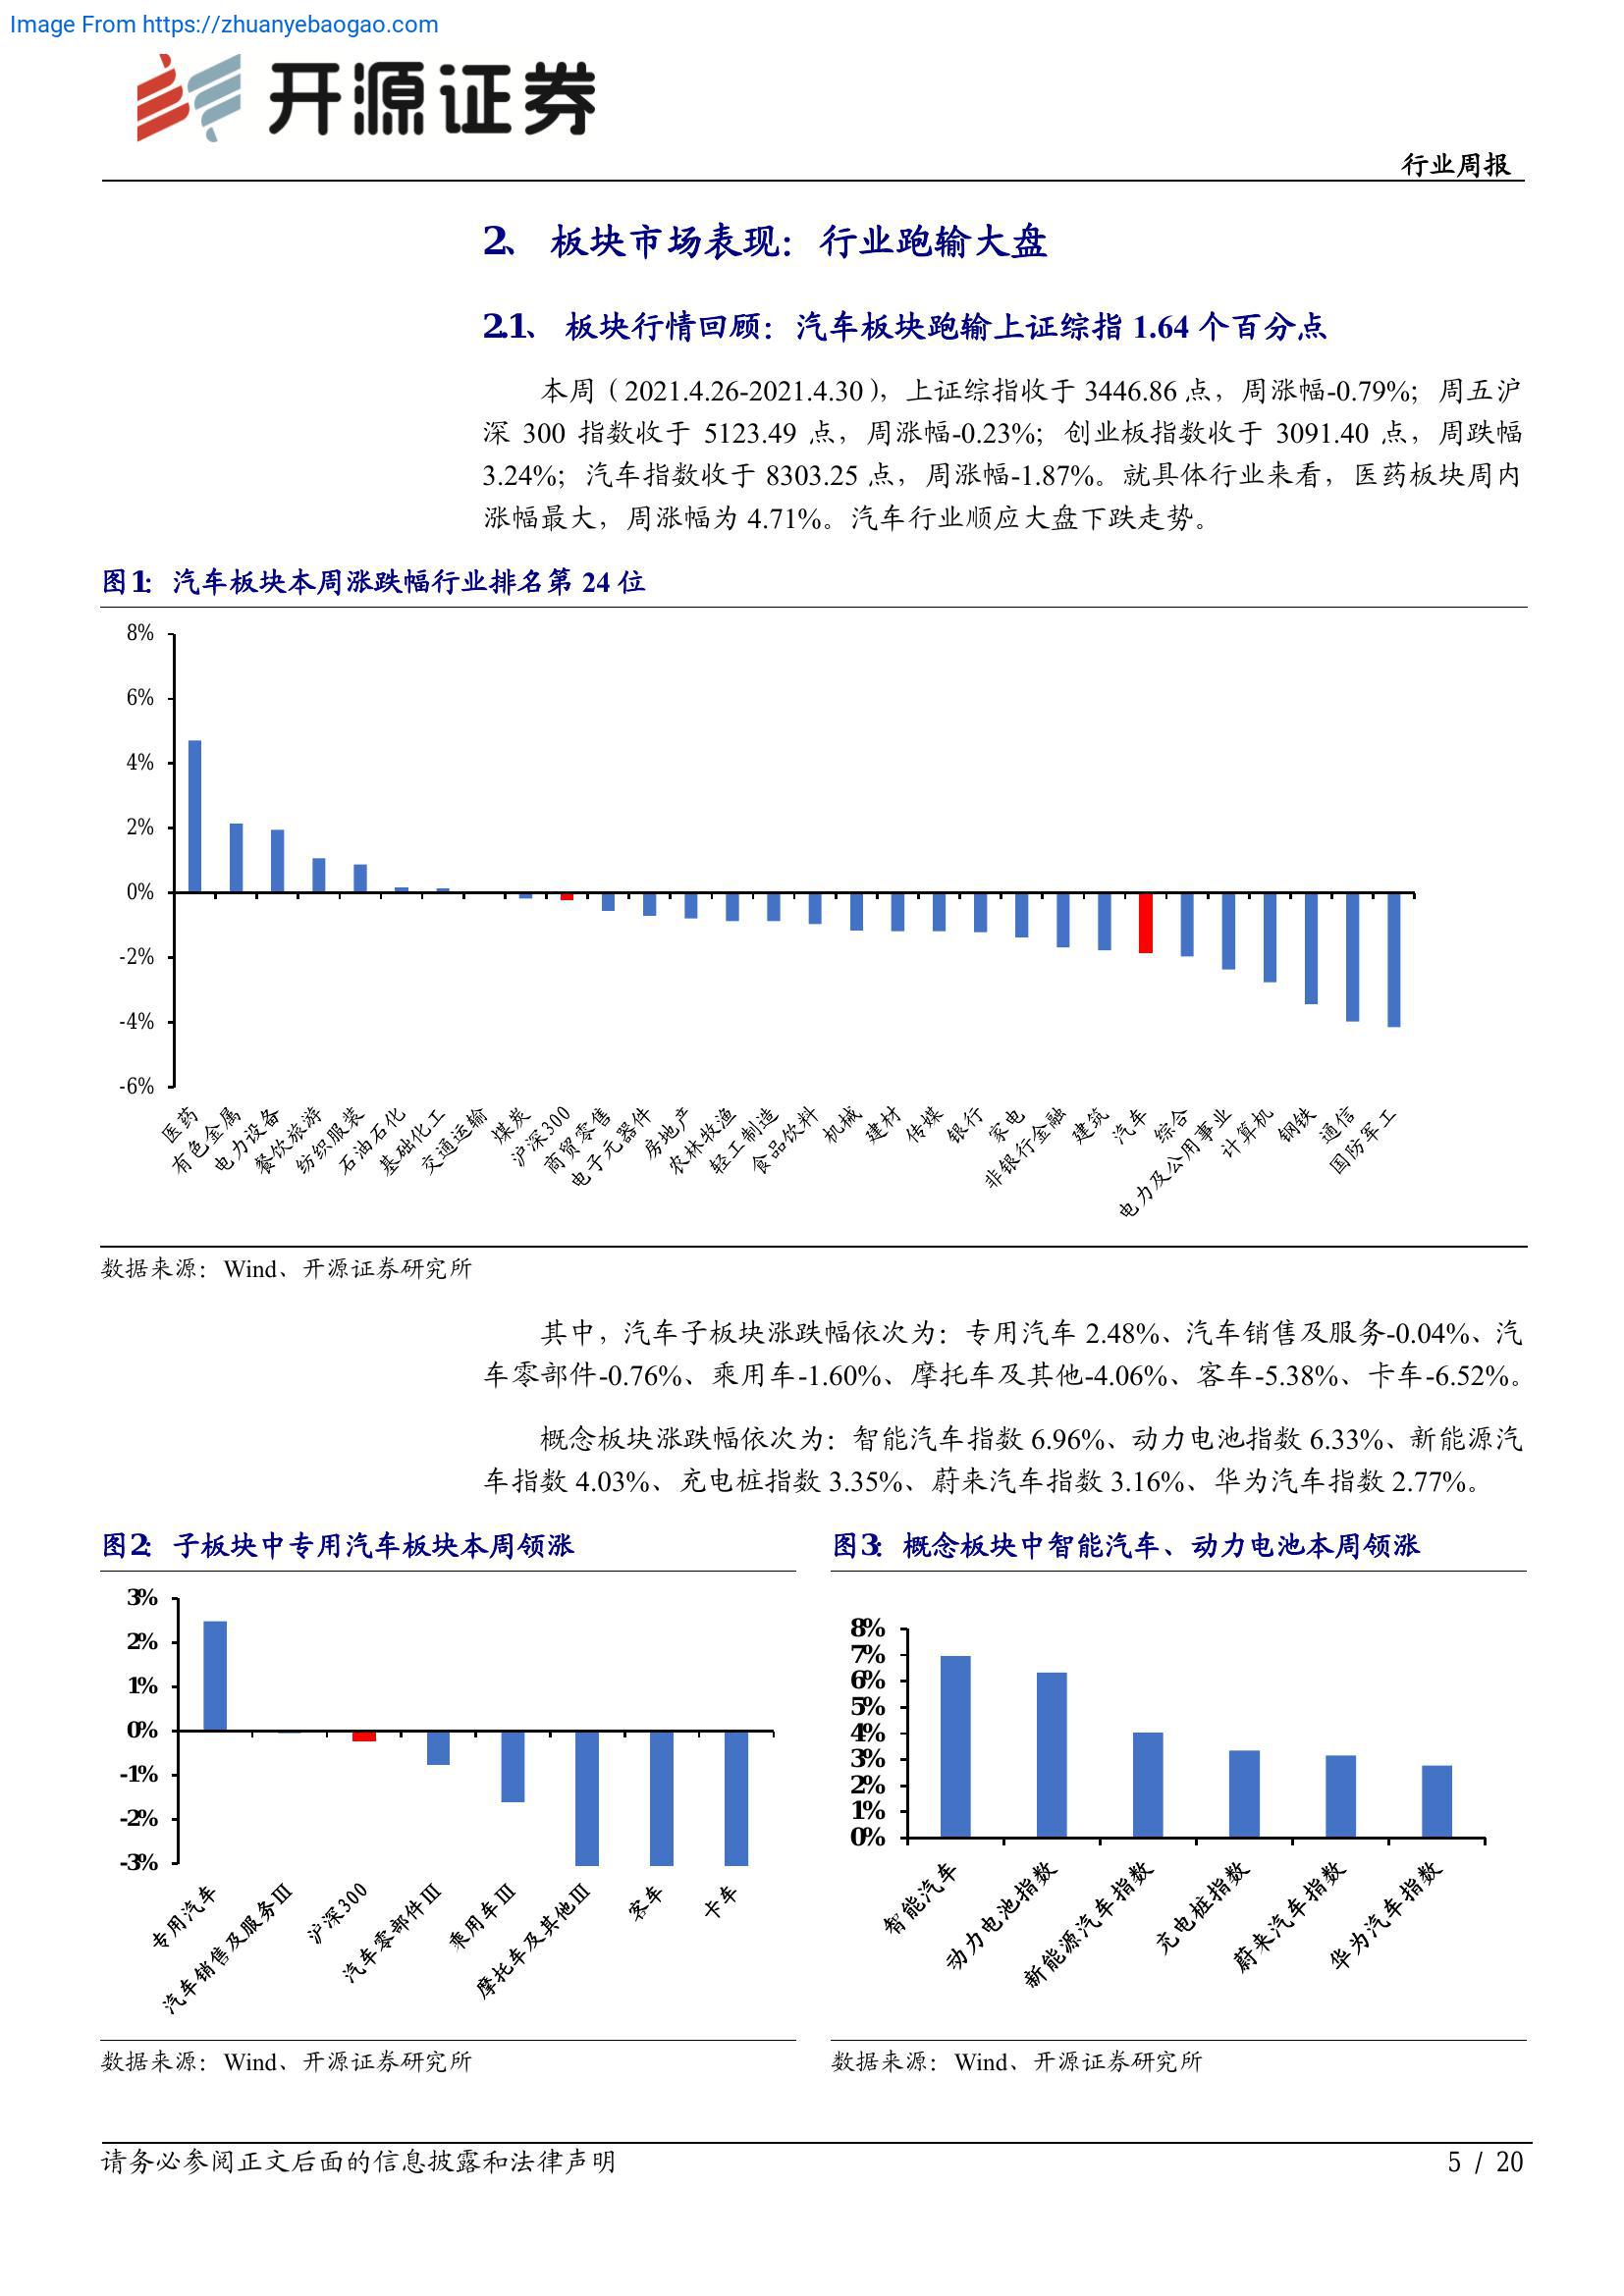 Image From https://zhuanyebaogao.com
开源证券
行业周报
2、 板块市场表现：行业跑输大盘
2.1、 板块行情回顾：汽车板块跑输上证综指 1.64 个百分点
本周（2021.4.26-2021.4.30），上证综指收于 3446.86 点，周涨幅-0.79%；周五沪
深 300 指数收于 5123.49 点，周涨幅-0.23%；创业板指数收于 3091.40 点，周跌幅
3.24%；汽车指数收于 8303.25 点，周涨幅-1.87%。就具体行业来看，医药板块周内
涨幅最大，周涨幅为 4.71%。汽车行业顺应大盘下跌走势。
图1：汽车板块本周涨跌幅行业排名第 24 位
8%
6%
4%
2%
0%
-2%
-4%
-6%
医药
有色金属
电力设备
餐饮旅游
纺织服装
石油石化
基础化工
交通运输
煤炭
沪深300
商贸零售
电子元器件
房地产
农林牧渔
轻工制造
食品饮料
机械
建材
传媒
银行
家电
非银行金融
建筑
汽车
综合
电力及公用事业
计算机
钢铁
通信
国防军工
数据来源：Wind、开源证券研究所
其中，汽车子板块涨跌幅依次为：专用汽车 2.48%、汽车销售及服务-0.04%、汽
车零部件-0.76%、乘用车-1.60%、摩托车及其他-4.06%、客车-5.38%、卡车-6.52%。
概念板块涨跌幅依次为：智能汽车指数 6.96%、动力电池指数 6.33%、新能源汽
车指数 4.03%、充电桩指数 3.35%、蔚来汽车指数 3.16%、华为汽车指数 2.77%。
图2：子板块中专用汽车板块本周领涨
3%
2%
1%
0%
-1%
-2%
-3%
专用汽车
汽车销售及服务III
沪深300
汽车零部件III
乘用车III
摩托车及其他III
客车
卡车
数据来源：Wind、开源证券研究所
图3：概念板块中智能汽车、动力电池本周领涨
8%
7%
6%
5%
4%
3%
2%
1%
0%
智能汽车
动力电池指数
新能源汽车指数
充电桩指数
蔚来汽车指数
华为汽车指数
数据来源：Wind、开源证券研究所
请务必参阅正文后面的信息披露和法律声明
5 / 20